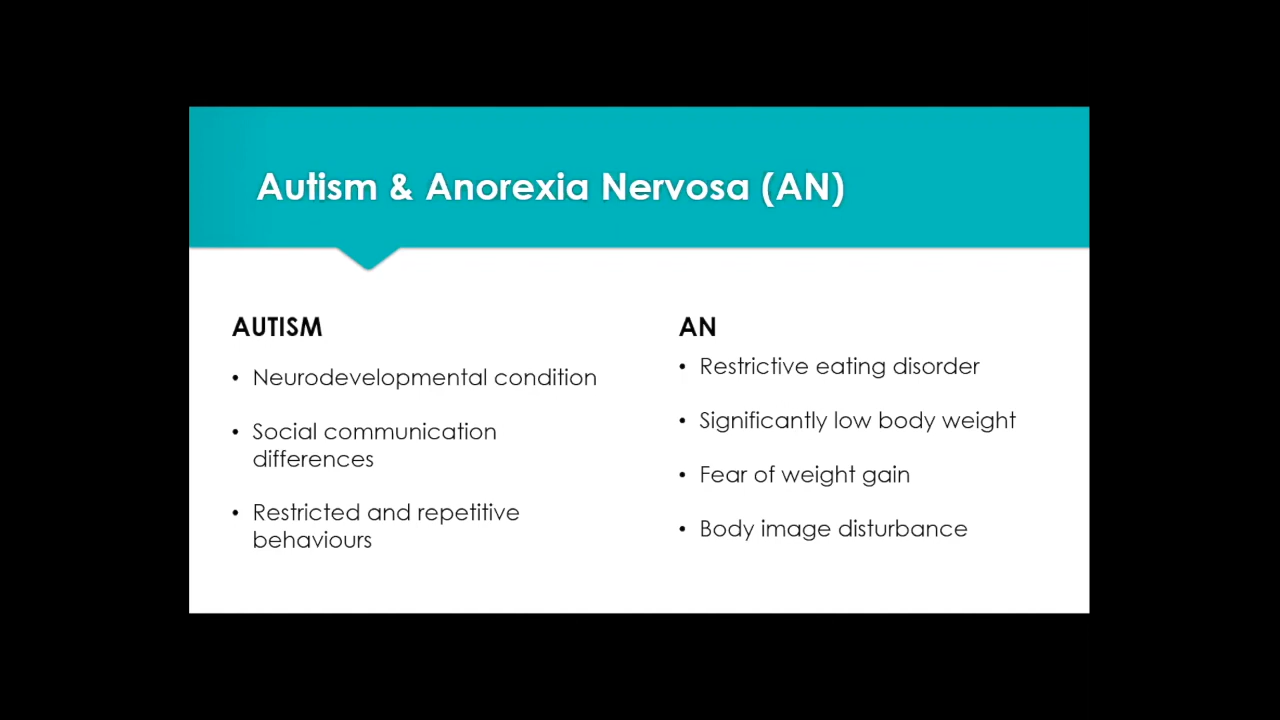 Autism & Anorexia Nervosa (AN)
AUTISM
• Neurodevelopmental condition
• Social communication
differences
• Restricted and repetitive
behaviours
AN
• Restrictive eating disorder
• Significantly low body weight
• Fear of weight gain
• Body image disturbance